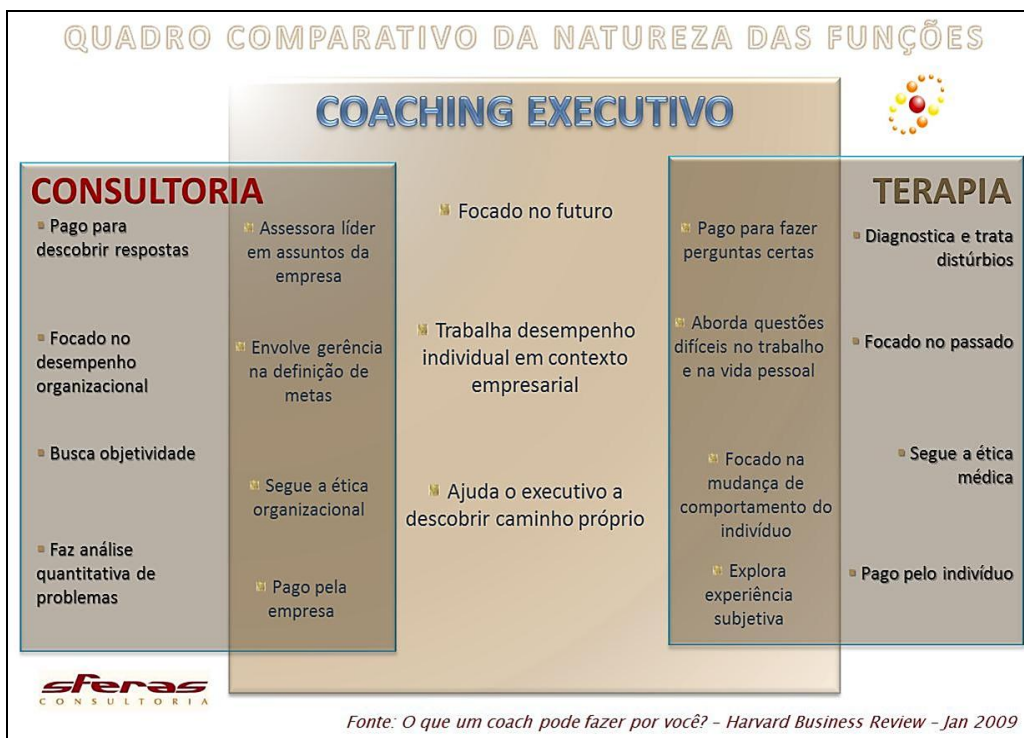 QUADRO COMPARATIVO DA NATUREZA DAS FUNÇÕES
COACHING EXECUTIVO
CONSULTORIA
Pago para
descobrir respostas
Focado no
desempenho
organizacional
Busca objetividade
Faz análise
quantitativa de
problemas
Assessora líder
em assuntos da
empresa
Envolve gerência
na definição de
metas
Segue a ética
organizacional
Pago pela
empresa
Focado no futuro
Trabalha desempenho
individual em contexto
empresarial
Ajuda o executivo a
descobrir caminho próprio
Pago para fazer
perguntas certas
Aborda questões
difíceis no trabalho
e na vida pessoal
Focado na
mudança de
comportamento do
indivíduo
Explora
experiência
subjetiva
TERAPIA
Diagnostica e trata
distúrbios
Focado no passado
Segue a ética
médica
Pago pelo indivíduo
sferas
CONSULTORIA
Fonte: O que um coach pode fazer por você? – Harvard Business Review – Jan 2009